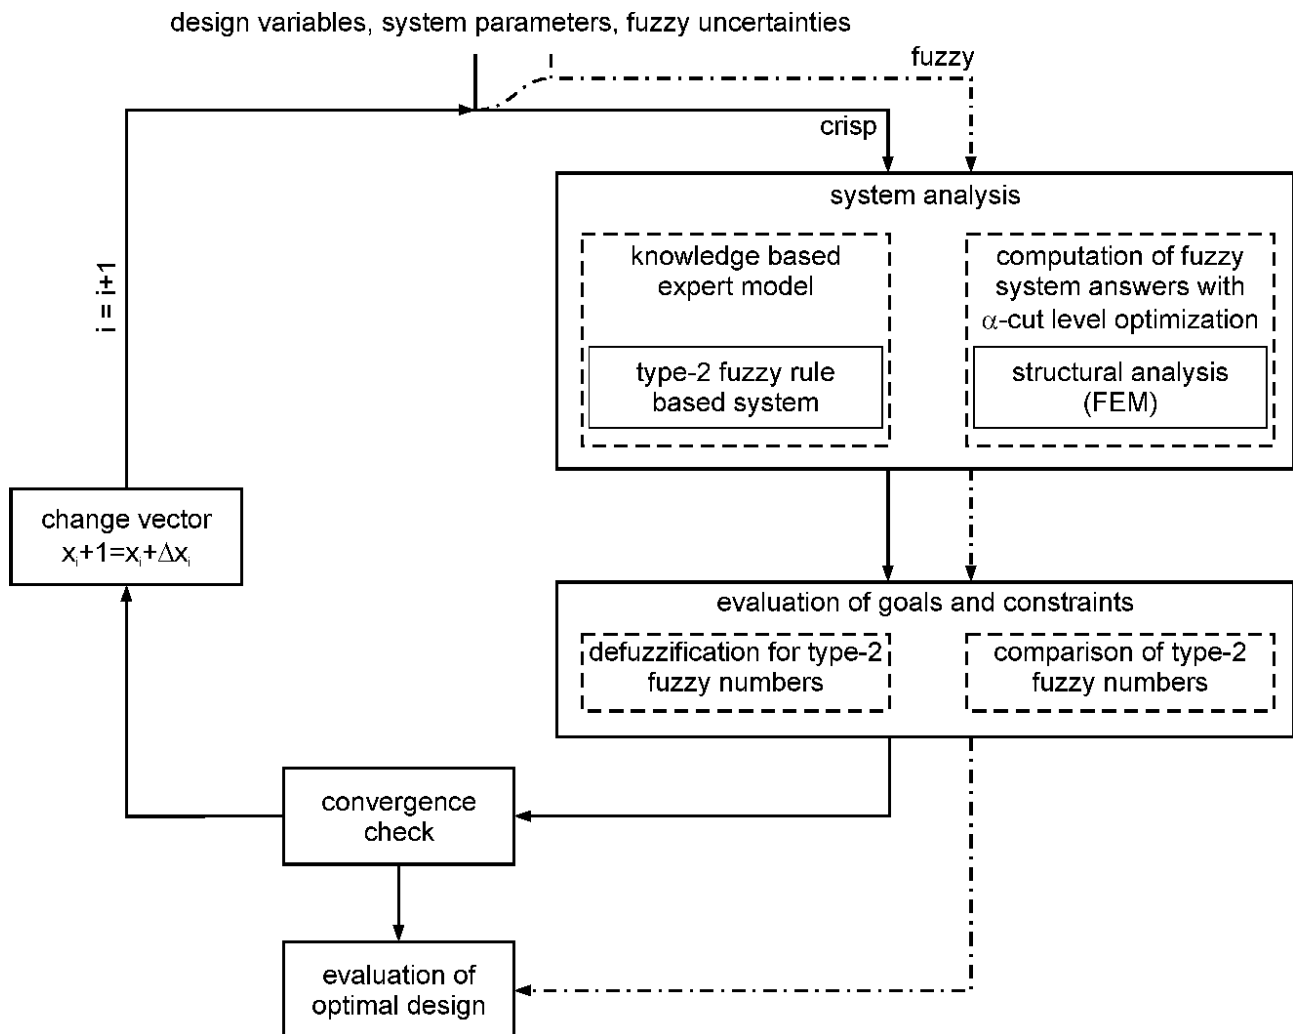 design variables, system parameters, fuzzy uncertainties
fuzzy
crisp
system analysis
knowledge based
expert model
type-2 fuzzy rule
based system
computation of fuzzy
system answers with
α-cut level optimization
structural analysis
(FEM)
i = i+1
change vector
xᵢ+1=xᵢ+Δxᵢ
evaluation of goals and constraints
defuzzification for type-2
fuzzy numbers
comparison of type-2
fuzzy numbers
convergence
check
evaluation of
optimal design